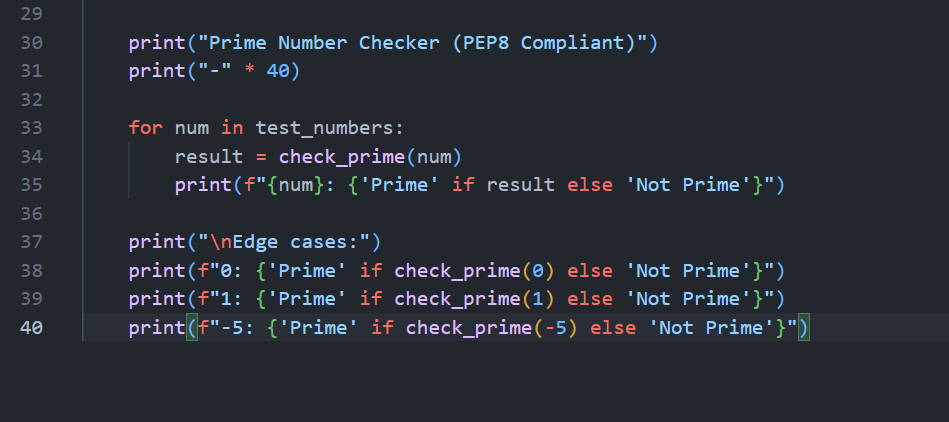 29
30 print("Prime Number Checker (PEP8 Compliant)")
31 print("-" * 40)
32
33 for num in test_numbers:
34     result = check_prime(num)
35     print(f"{num}: {'Prime' if result else 'Not Prime'}")
36
37 print("\nEdge cases:")
38 print(f"0: {'Prime' if check_prime(0) else 'Not Prime'}")
39 print(f"1: {'Prime' if check_prime(1) else 'Not Prime'}")
40 print(f"-5: {'Prime' if check_prime(-5) else 'Not Prime'}")